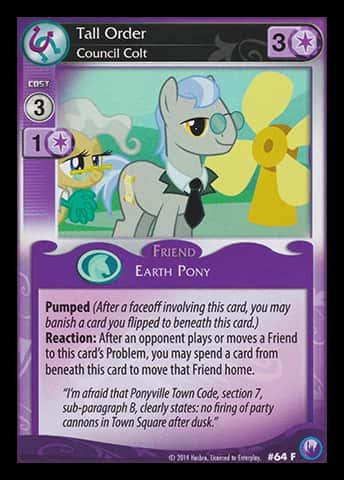 Tall Order
Council Colt
3
COST
3
1
FRIEND
EARTH PONY
Pumped (After a faceoff involving this card, you may
banish a card you flipped to beneath this card.)
Reaction: After an opponent plays or moves a Friend
to this card's Problem, you may spend a card from
beneath this card to move that Friend home.
"I'm afraid that Ponyville Town Code, section 7,
sub-paragraph B, clearly states: no firing of party
cannons in Town Square after dusk."
© 2014 Hasbro. Licensed to Enterplay.
#64 F